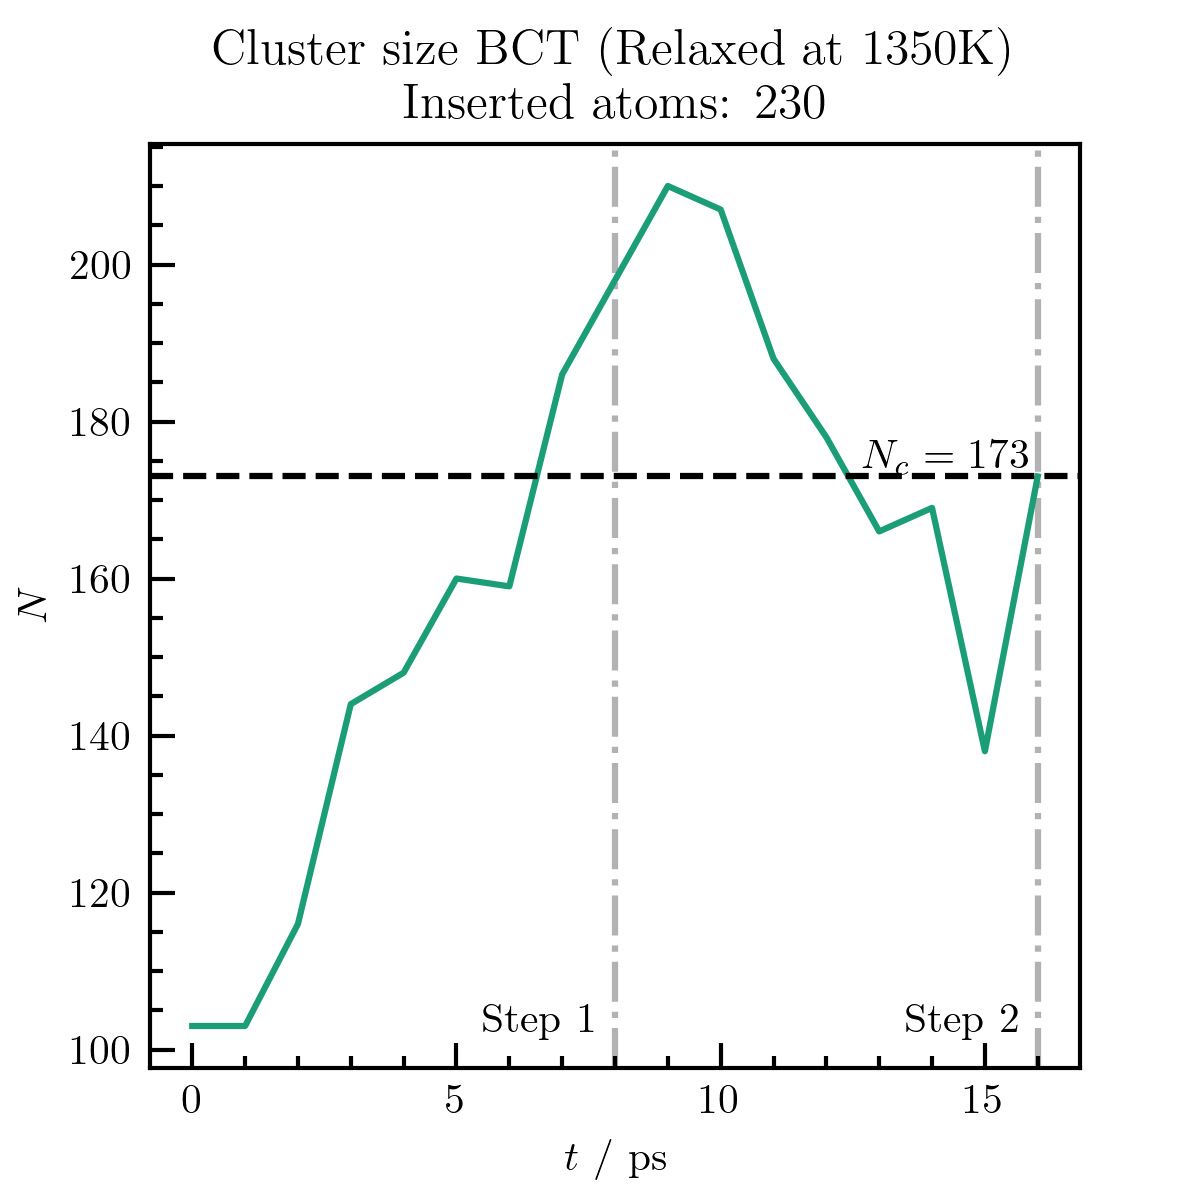 Cluster size BCT (Relaxed at 1350K)
Inserted atoms: 230
200
180
160
140
120
100
N
N_c = 173
Step 1
Step 2
0
5
10
15
t / ps